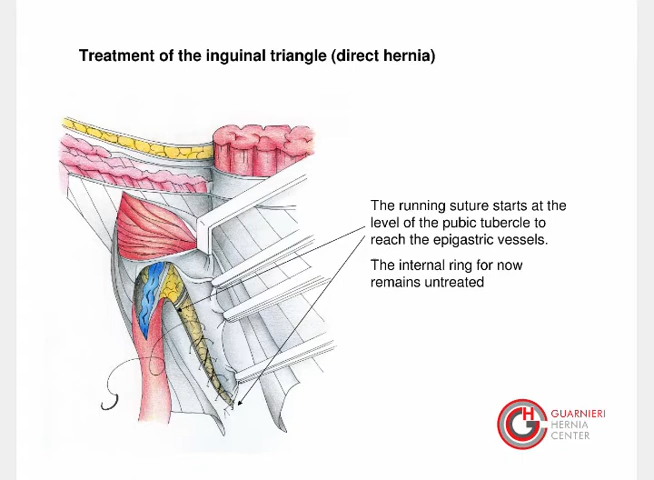 Treatment of the inguinal triangle (direct hernia)
The running suture starts at the
level of the pubic tubercle to
reach the epigastric vessels.
The internal ring for now
remains untreated
GH
GUARNIERI
HERNIA
CENTER